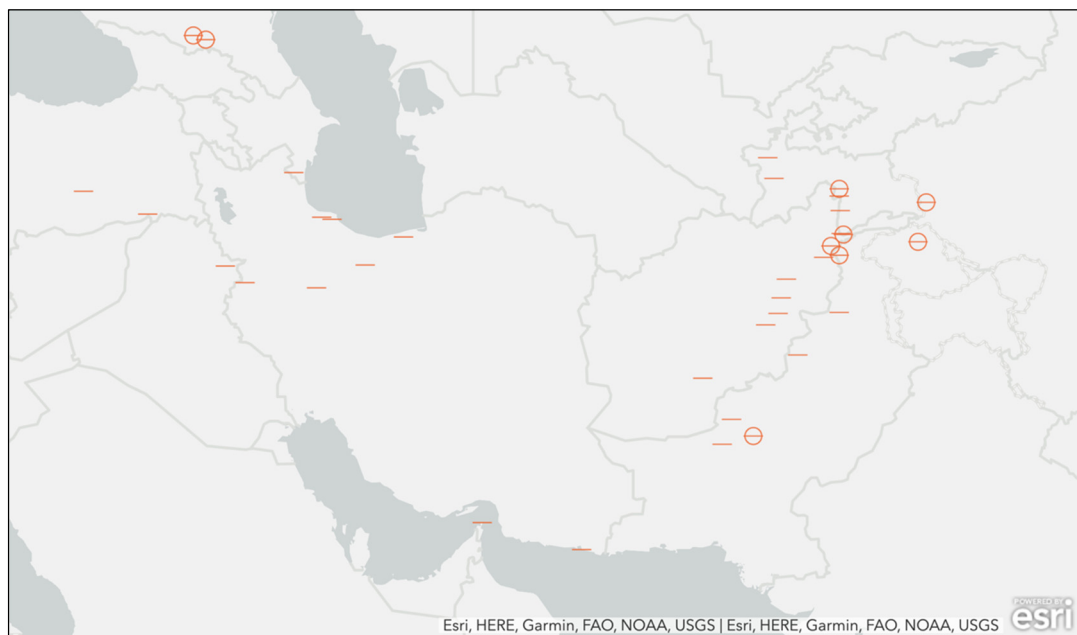 Esri, HERE, Garmin, FAO, NOAA, USGS | Esri, HERE, Garmin, FAO, NOAA, USGS
POWERED BY
esri